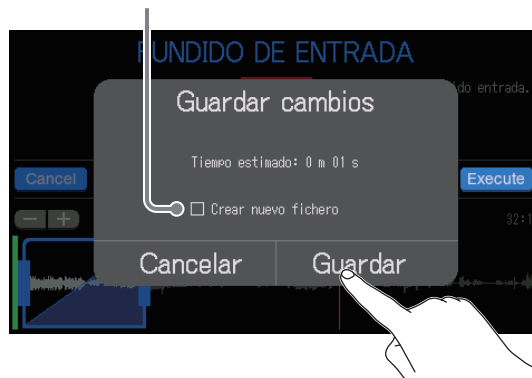 FUNDIDO DE ENTRADA
do entrada.
Guardar cambios
Tiempo estimado: 0 m 01 s
Cancel
Execute
Crear nuevo fichero
32:1
Cancelar
Guardar